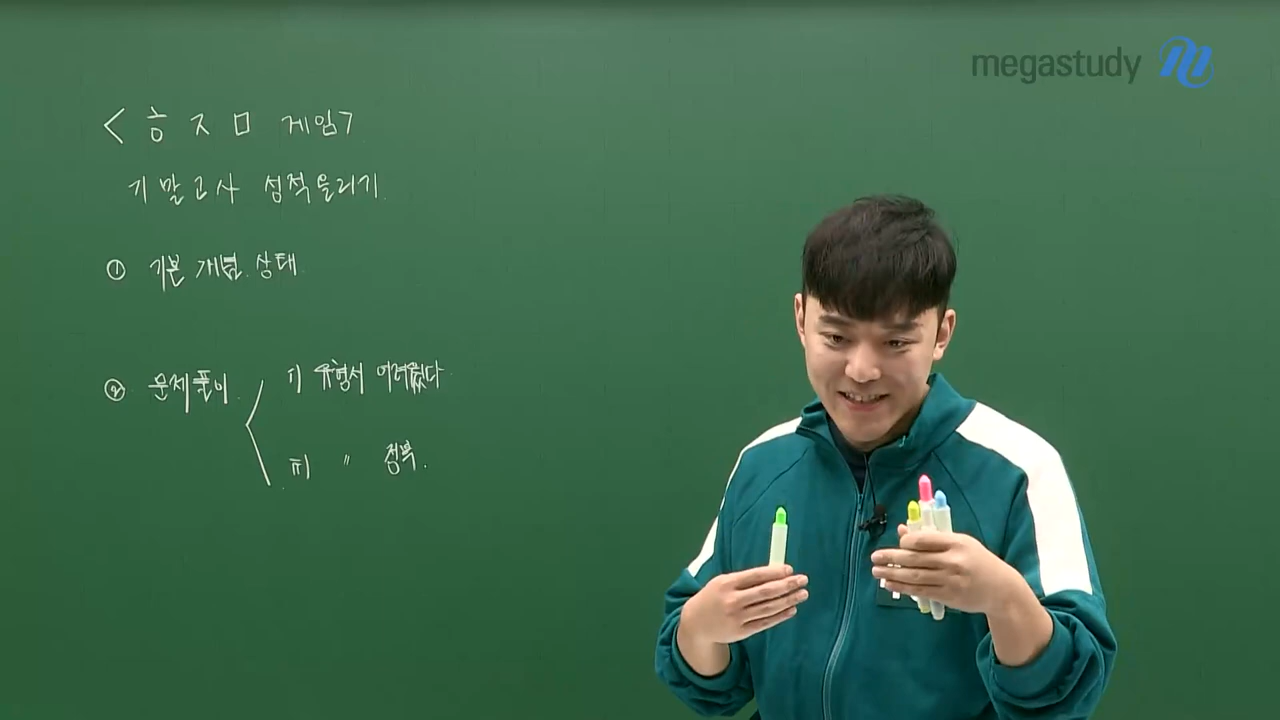 megastudy
< ㅎ ㅈ ㅁ 게임 >
기말고사 성적올리기.
① 기본 개념. 상태
② 문제풀이.
i) 유형서 어려웠다.
ii) 〃 정복.